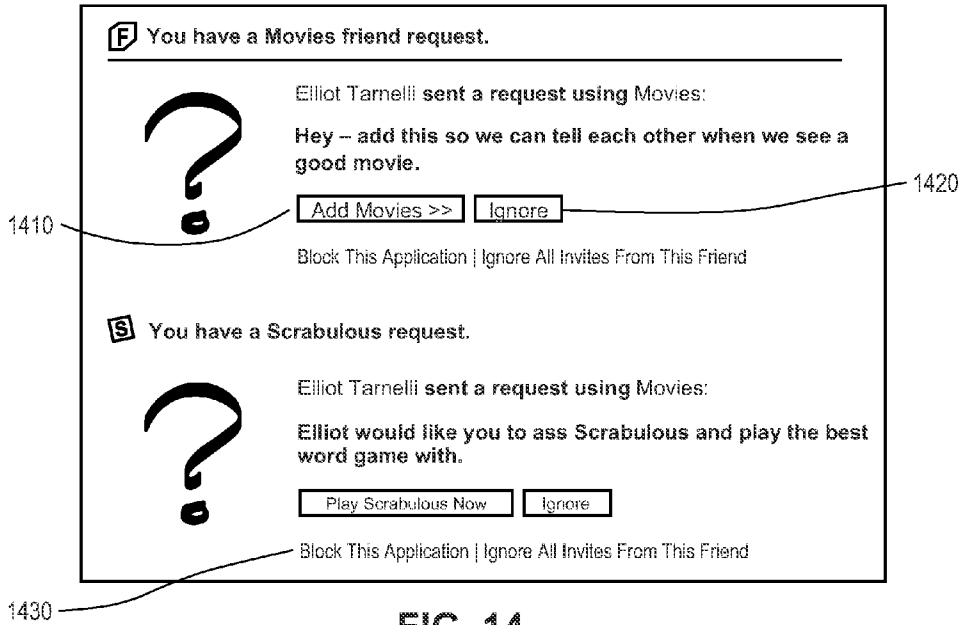 F You have a Movies friend request.
Elliot Tarnelli sent a request using Movies:
Hey – add this so we can tell each other when we see a
good movie.
Add Movies >> Ignore
1420
1410
Block This Application | Ignore All Invites From This Friend
S You have a Scrabulous request.
Elliot Tarnelli sent a request using Movies:
Elliot would like you to ass Scrabulous and play the best
word game with.
Play Scrabulous Now Ignore
Block This Application | Ignore All Invites From This Friend
1430
FIG. 14